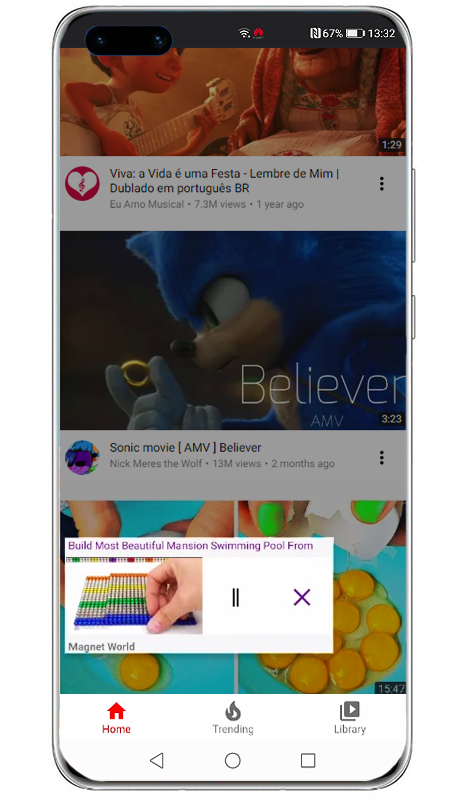 67% 13:32
1:29
Viva: a Vida é uma Festa - Lembre de Mim |
Dublado em português BR
Eu Amo Musical • 7.3M views • 1 year ago
Believer
AMV
3:23
Sonic movie [ AMV ] Believer
Nick Meres the Wolf • 13M views • 2 months ago
Build Most Beautiful Mansion Swimming Pool From
Magnet World
15:47
Home Trending Library